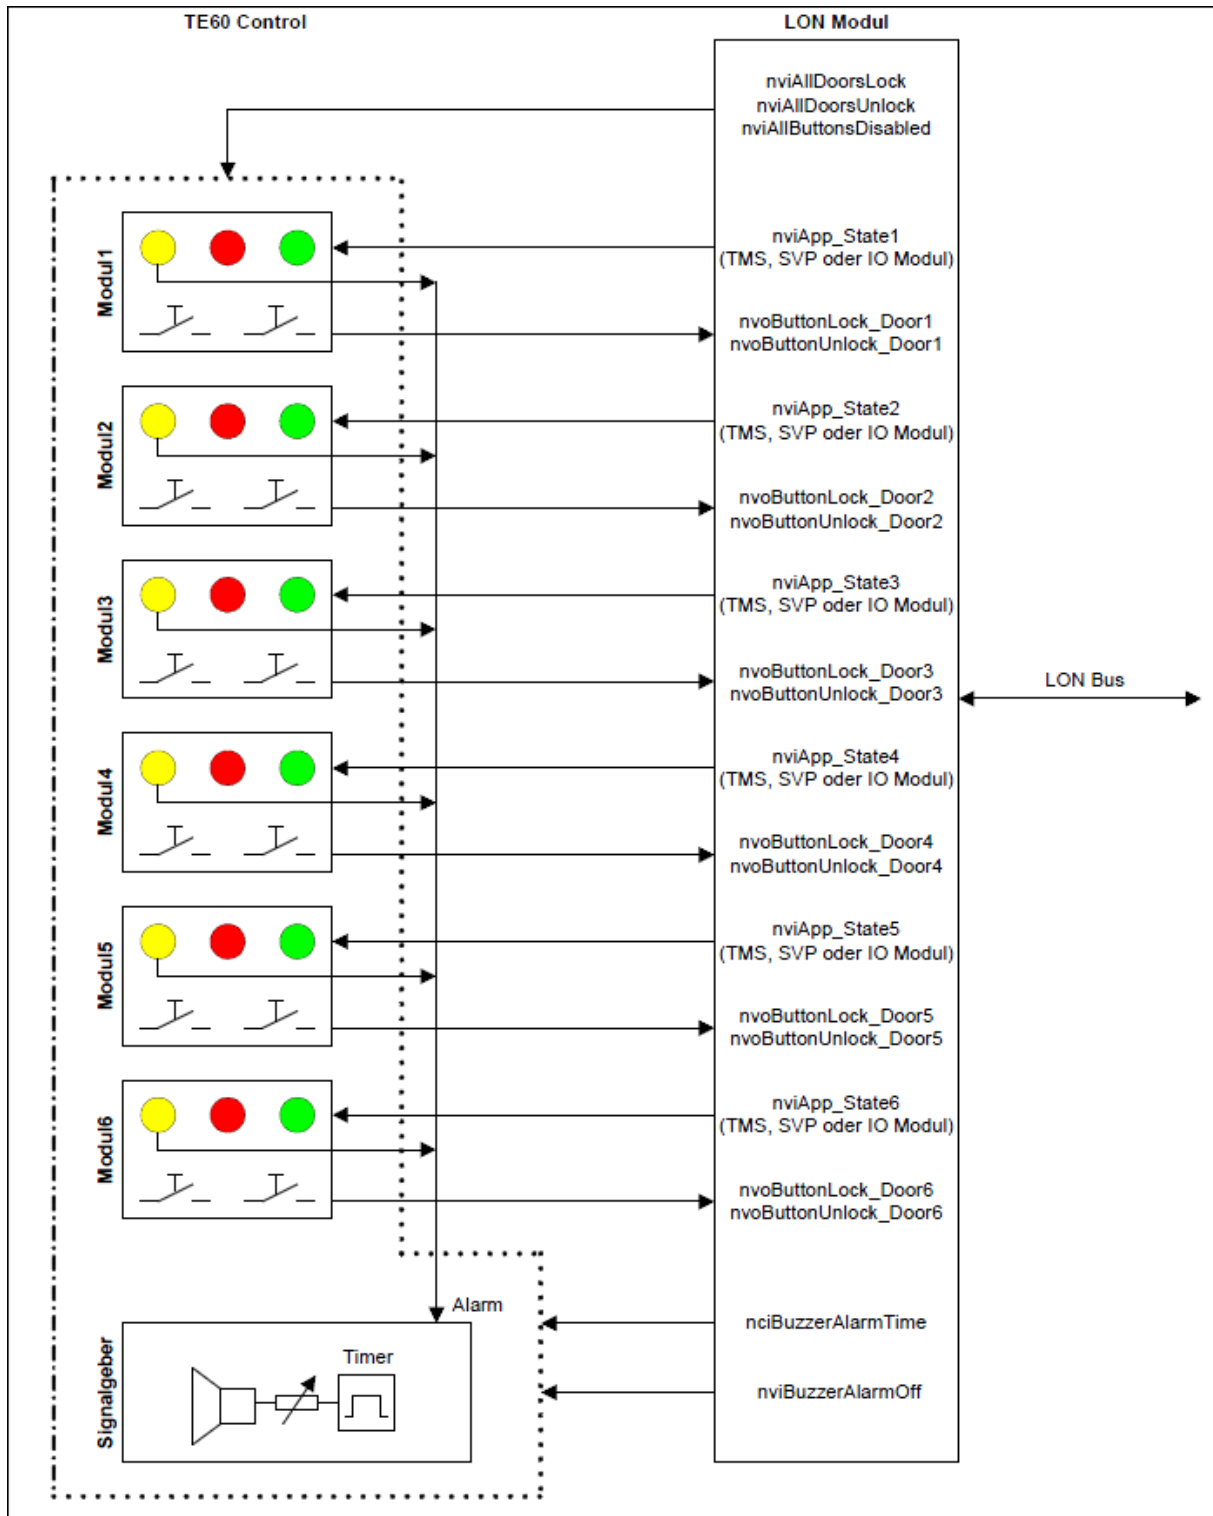 TE60 Control
LON Modul
nviAllDoorsLock
nviAllDoorsUnlock
nviAllButtonsDisabled
Modul1
nviApp_State1
(TMS, SVP oder IO Modul)
nvoButtonLock_Door1
nvoButtonUnlock_Door1
Modul2
nviApp_State2
(TMS, SVP oder IO Modul)
nvoButtonLock_Door2
nvoButtonUnlock_Door2
Modul3
nviApp_State3
(TMS, SVP oder IO Modul)
nvoButtonLock_Door3
nvoButtonUnlock_Door3
LON Bus
Modul4
nviApp_State4
(TMS, SVP oder IO Modul)
nvoButtonLock_Door4
nvoButtonUnlock_Door4
Modul5
nviApp_State5
(TMS, SVP oder IO Modul)
nvoButtonLock_Door5
nvoButtonUnlock_Door5
Modul6
nviApp_State6
(TMS, SVP oder IO Modul)
nvoButtonLock_Door6
nvoButtonUnlock_Door6
Signalgeber
Alarm
Timer
nciBuzzerAlarmTime
nviBuzzerAlarmOff